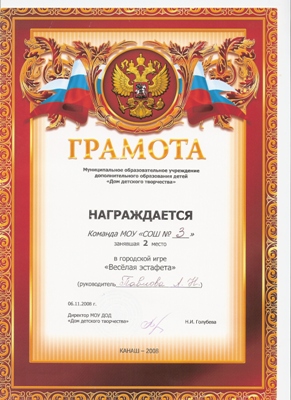 ГРАМОТА
Муниципальное образовательное учреждение
дополнительного образования детей
«Дом детского творчества»
НАГРАЖДАЕТСЯ
Команда МОУ «СОШ № 3»
занявшая 2 место
в городской игре
«Весёлая эстафета»
(руководитель Павлова Л. Н.)
06.11.2008 г.
Директор МОУ ДОД
«Дом детского творчества» Н.И. Голубева
КАНАШ – 2008